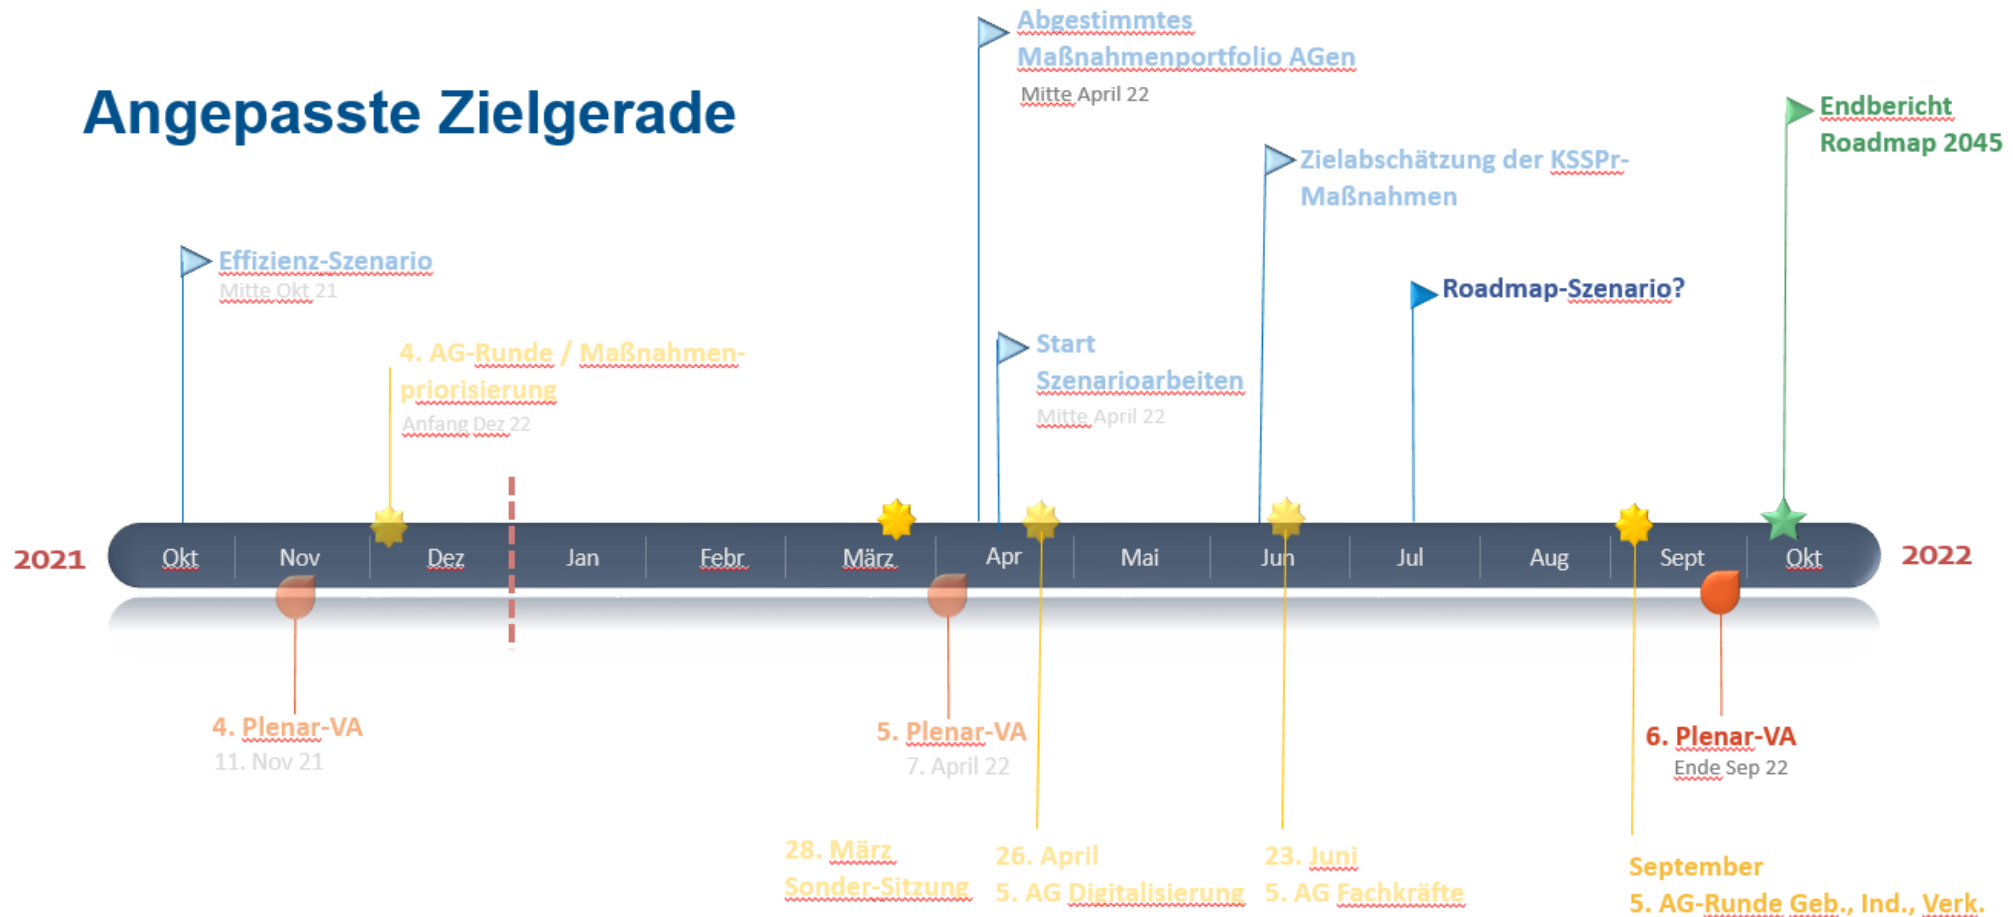 Angepasste Zielgerade
Abgestimmtes
Maßnahmenportfolio AGen
Mitte April 22
Endbericht
Roadmap 2045
Zielabschätzung der KSSPr-
Maßnahmen
Effizienz-Szenario
Mitte Okt 21
Roadmap-Szenario?
4. AG-Runde / Maßnahmen-
priorisierung
Anfang Dez 22
Start
Szenarioarbeiten
Mitte April 22
2021 Okt Nov Dez Jan Febr. März Apr Mai Jun Jul Aug Sept Okt 2022
4. Plenar-VA
11. Nov 21
5. Plenar-VA
7. April 22
6. Plenar-VA
Ende Sep 22
28. März
Sonder-Sitzung
26. April
5. AG Digitalisierung
23. Juni
5. AG Fachkräfte
September
5. AG-Runde Geb., Ind., Verk.